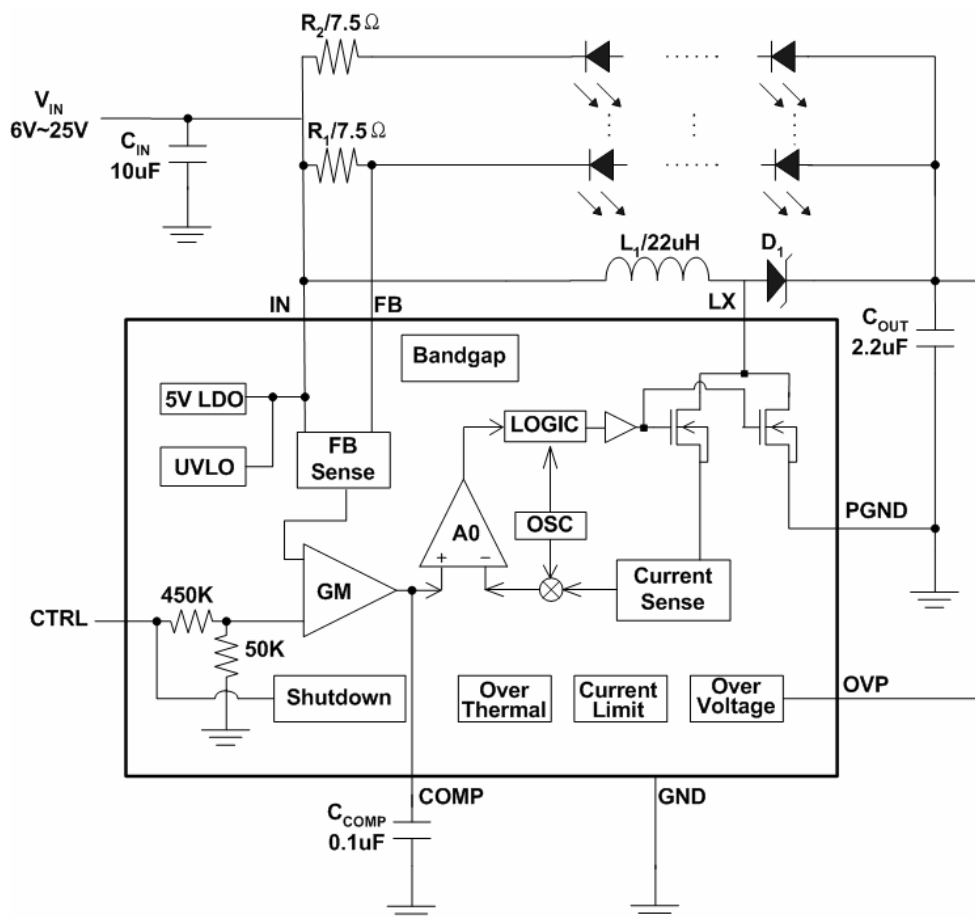 R2/7.5Ω
VIN
6V~25V
CIN
10uF
R1/7.5Ω
L1/22uH
D1
IN
FB
LX
COUT
2.2uF
Bandgap
5V LDO
LOGIC
UVLO
FB
Sense
PGND
OSC
A0
+
−
GM
Current
Sense
450K
CTRL
50K
Shutdown
Over
Thermal
Current
Limit
Over
Voltage
OVP
COMP
GND
CCOMP
0.1uF